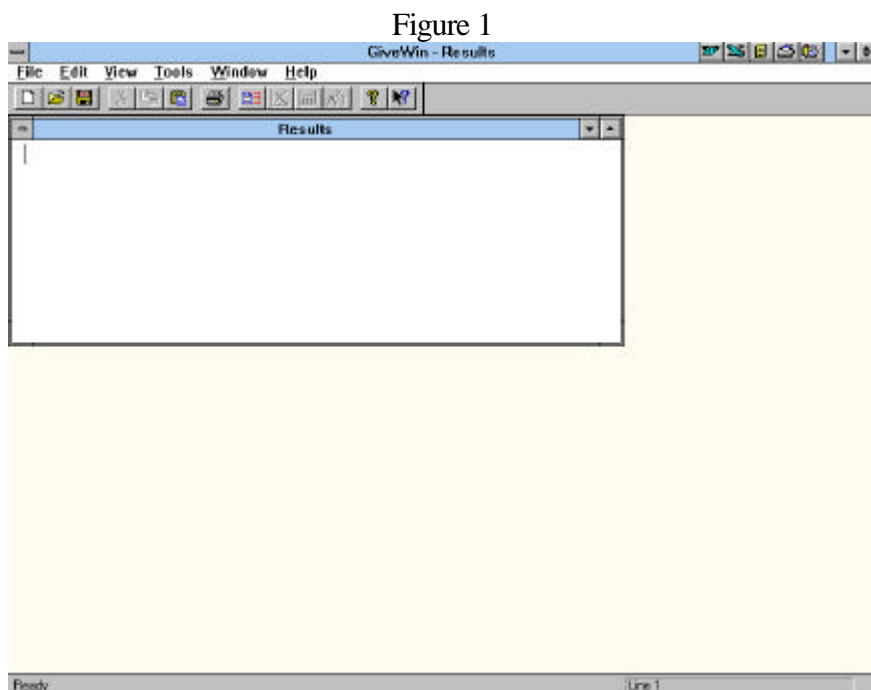 Figure 1
GiveWin - Results
File Edit View Tools Window Help
Results
Ready Line 1